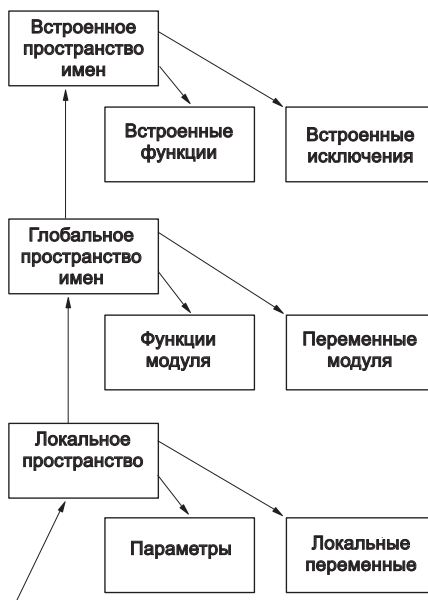 Встроенное
пространство
имен
Встроенные
функции
Встроенные
исключения
Глобальное
пространство
имен
Функции
модуля
Переменные
модуля
Локальное
пространство
Параметры
Локальные
переменные